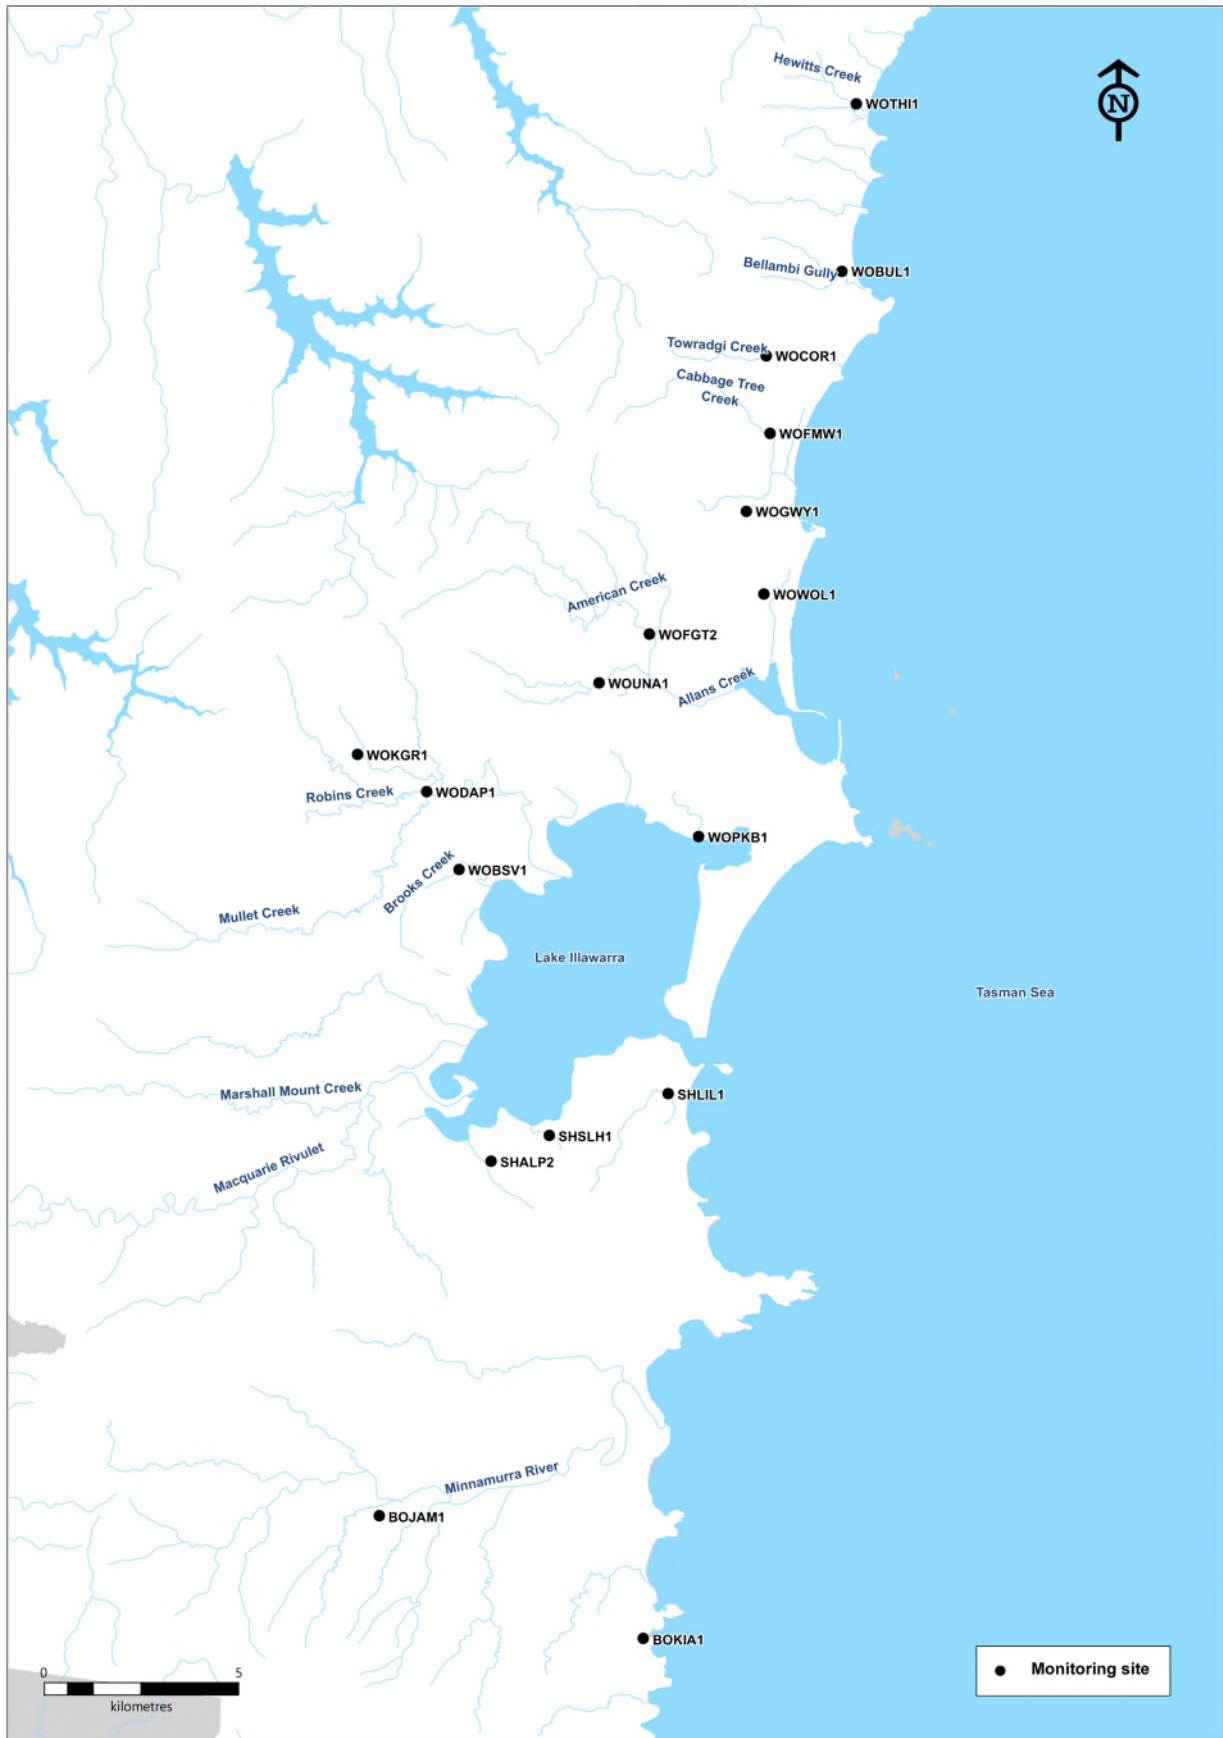 Hewitts Creek
N
WOTHI1
Bellambi Gully
WOBUL1
Towradgi Creek
WOCOR1
Cabbage Tree
Creek
WOFMW1
WOGWY1
American Creek
WOWOL1
WOFGT2
WOUNA1
Allans Creek
WOKGR1
Robins Creek
WODAP1
WOPKB1
Brooks Creek
WOBSV1
Mullet Creek
Lake Illawarra
Tasman Sea
Marshall Mount Creek
SHLIL1
SHSLH1
Macquarie Rivulet
SHALP2
Minnamurra River
BOJAM1
BOKIA1
Monitoring site
0 5
kilometres